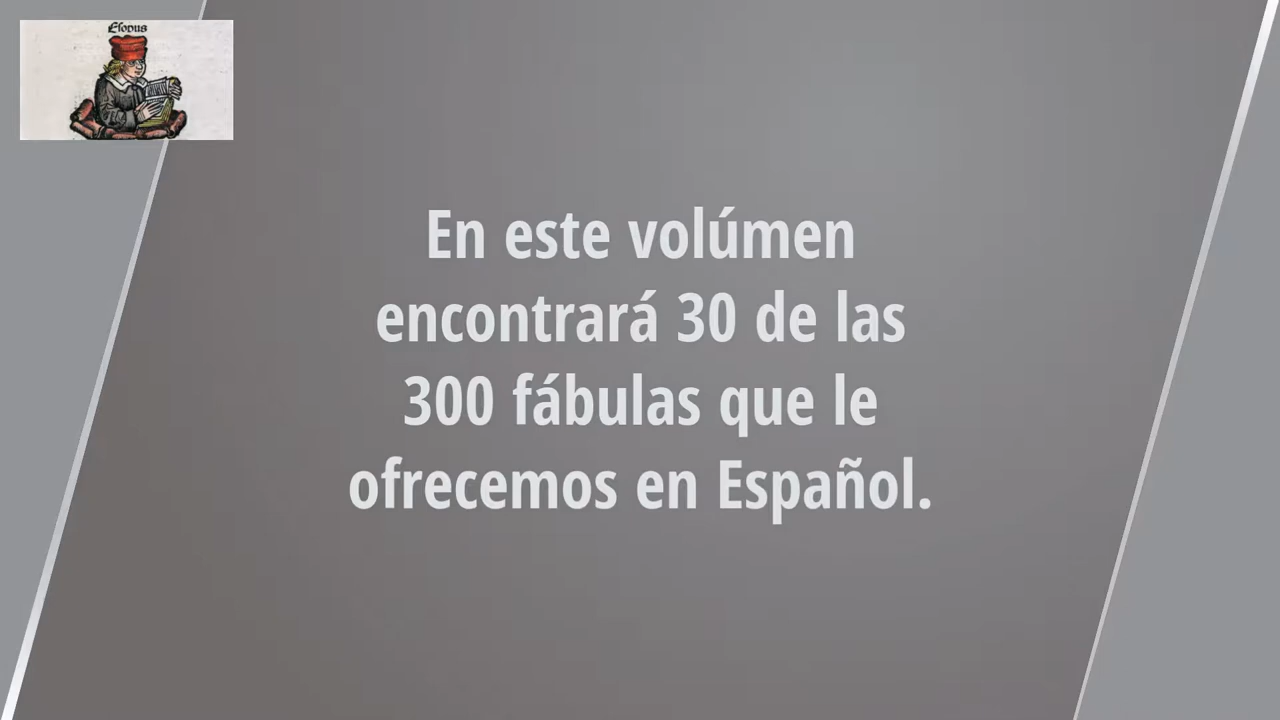 Esopus
En este volúmen
encontrará 30 de las
300 fábulas que le
ofrecemos en Español.